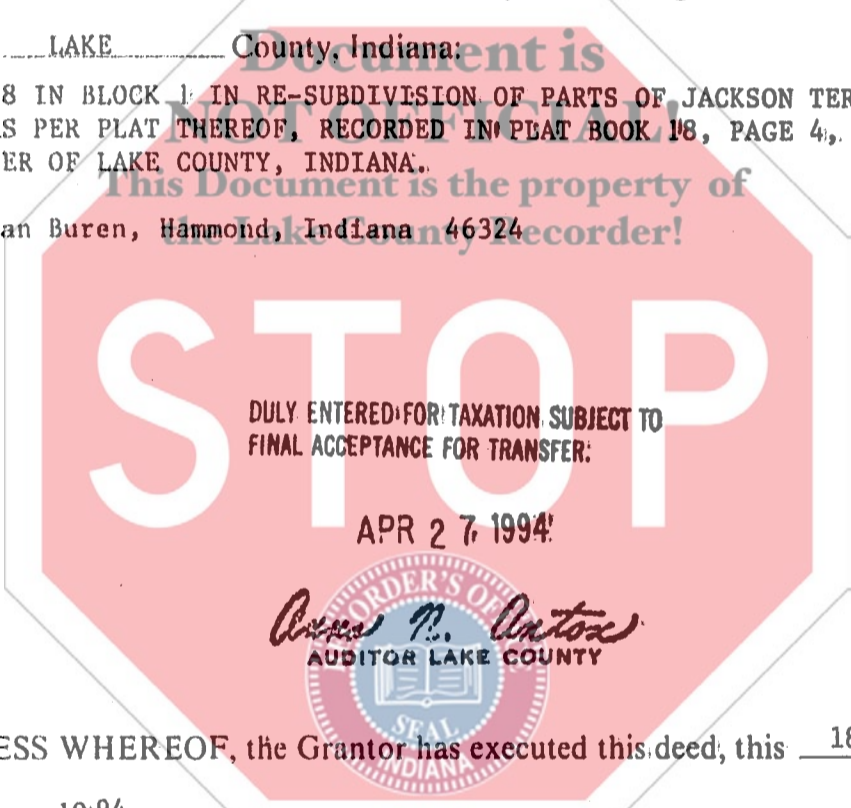 LAKE County, Indiana:
Document is
8 IN BLOCK 1 IN RE-SUBDIVISION OF PARTS OF JACKSON TER
NOT OFFICIAL!
S PER PLAT THEREOF, RECORDED IN PLAT BOOK 18, PAGE 4,.
ER OF LAKE COUNTY, INDIANA.
This Document is the property of
an Buren, Hammond, Indiana 46324
the Lake County Recorder!
STOP
DULY ENTERED FOR TAXATION SUBJECT TO
FINAL ACCEPTANCE FOR TRANSFER.
APR 27 1994
Anna N. Anton
AUDITOR LAKE COUNTY
RECORDER'S OFFICE
SEAL
INDIANA
ESS WHEREOF, the Grantor has executed this deed, this 18